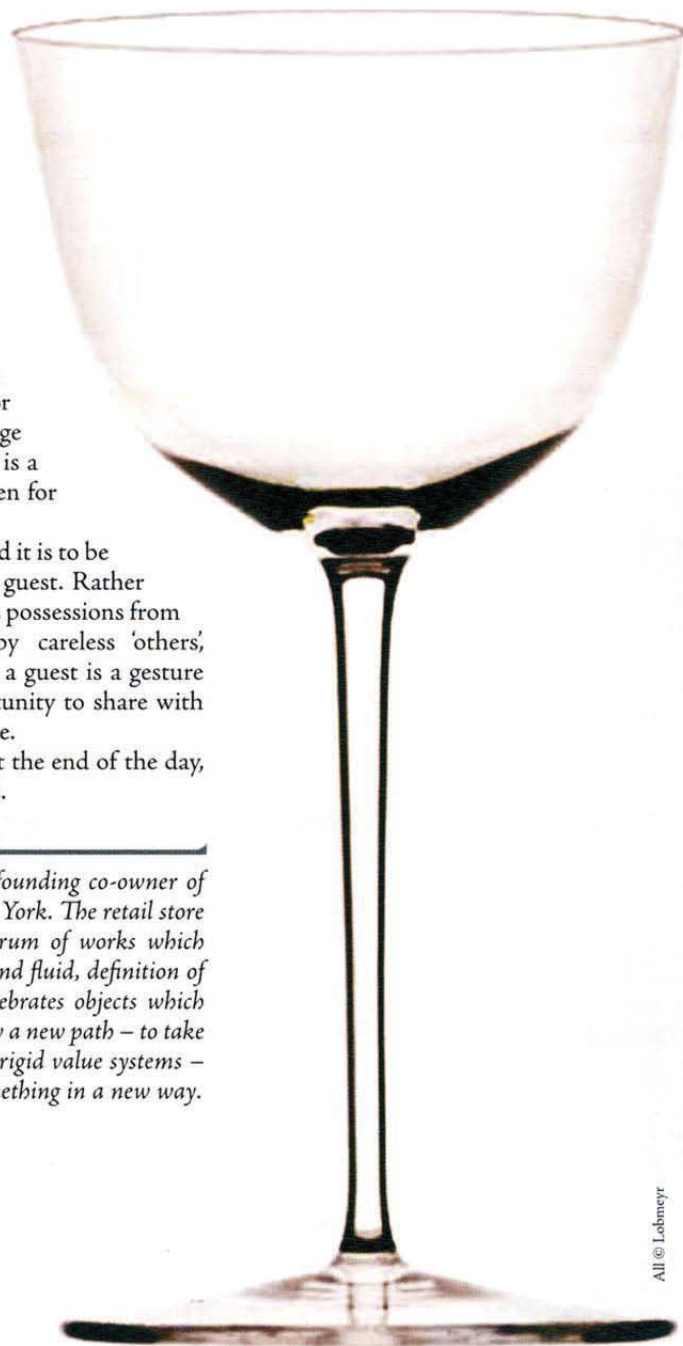 or
ge
is a
en for
d it is to be
guest. Rather
possessions from
by careless ‘others’,
a guest is a gesture
tunity to share with
e.
t the end of the day,
.
founding co-owner of
York. The retail store
rum of works which
nd fluid, definition of
ebrates objects which
v a new path – to take
rigid value systems –
ething in a new way.
All © Lobmeyr